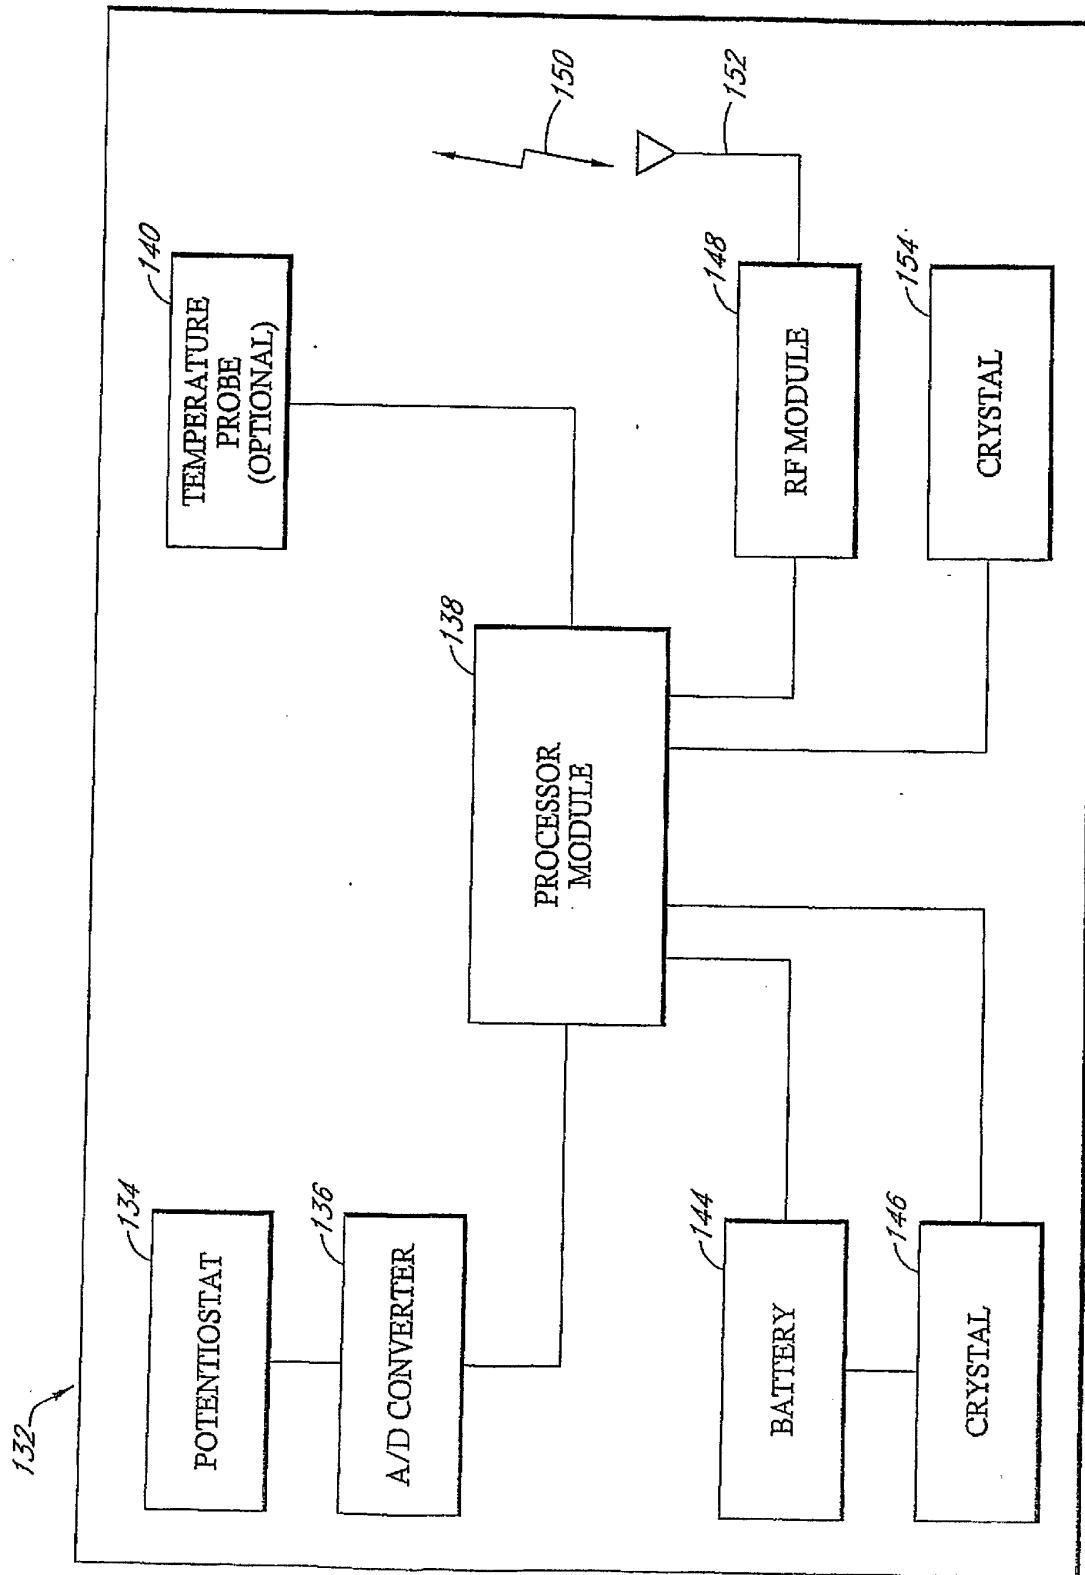 132
134
POTENTIOSTAT
136
A/D CONVERTER
138
PROCESSOR
MODULE
140
TEMPERATURE
PROBE
(OPTIONAL)
144
BATTERY
146
CRYSTAL
148
RF MODULE
150
152
154
CRYSTAL